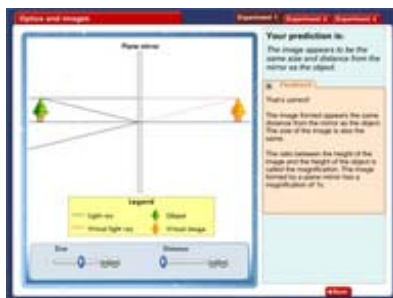 Optics and images
Experiment 1 Experiment 2 Experiment 3
Plane mirror
Legend
Light ray
Object
Virtual light ray
Virtual image
Size
Distance
Your prediction is:
The image appears to be the
same size and distance from the
mirror as the object.
Feedback
That's correct!
The image formed appears the same
distance from the mirror as the object.
The size of the image is also the
same.
The ratio between the height of the
image and the height of the object is
called the magnification. The image
formed by a plane mirror has a
magnification of 1x.